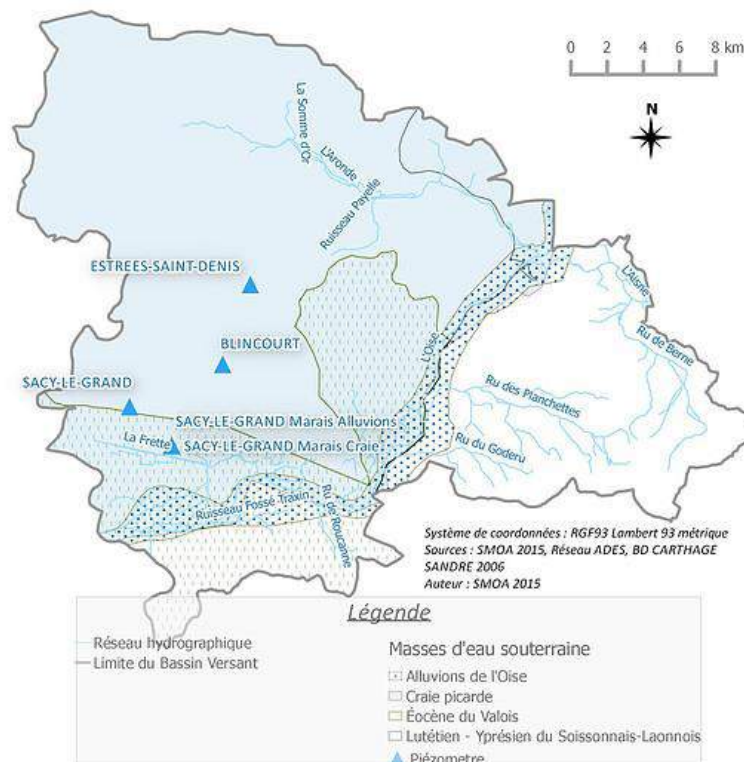 0 2 4 6 8 km
N
La Somme d'Or
L'Aronde
Ruisseau Payelle
ESTREES-SAINT-DENIS
L'Aisne
BLINCOURT
L'Oise
Ru de Berne
SACY-LE-GRAND
Ru des Planchettes
SACY-LE-GRAND Marais Alluvions
La Frette
SACY-LE-GRAND Marais Craie
Ru du Goderu
Ruisseau Fossé Traxin
Ru de Roucanne
Système de coordonnées : RGF93 Lambert 93 métrique
Sources : SMOA 2015, Réseau ADES, BD CARTHAGE
SANDRE 2006
Auteur : SMOA 2015
Légende
Réseau hydrographique
Limite du Bassin Versant
Masses d'eau souterraine
Alluvions de l'Oise
Craie picarde
Éocène du Valois
Lutétien - Yprésien du Soissonnais-Laonnois
Piézometre